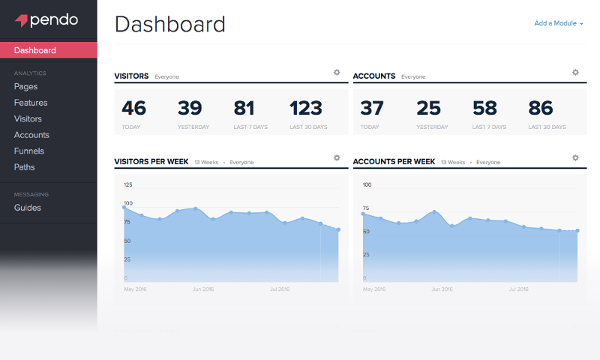 pendo
Dashboard
ANALYTICS
Pages
Features
Visitors
Accounts
Funnels
Paths
MESSAGING
Guides
Dashboard
Add a Module
VISITORS Everyone
46 39 81 123
TODAY YESTERDAY LAST 7 DAYS LAST 30 DAYS
ACCOUNTS Everyone
37 25 58 86
TODAY YESTERDAY LAST 7 DAYS LAST 30 DAYS
VISITORS PER WEEK 13 Weeks • Everyone
125
100
75
50
25
0
May 2016 Jun 2016 Jul 2016
ACCOUNTS PER WEEK 13 Weeks • Everyone
100
75
50
25
0
May 2016 Jun 2016 Jul 2016